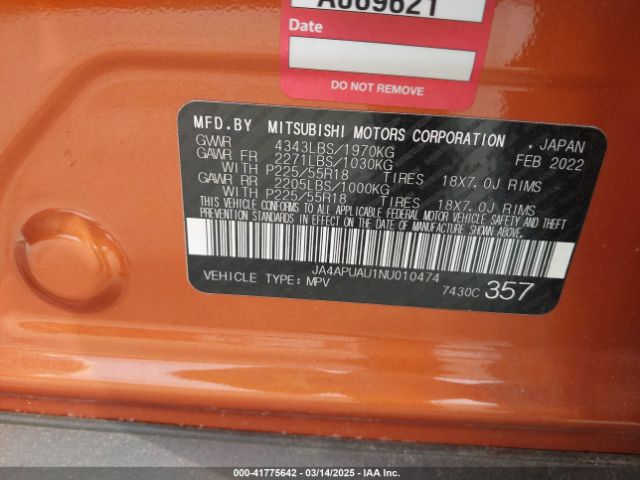 A069621
Date:
DO NOT REMOVE
MFD.BY MITSUBISHI MOTORS CORPORATION . JAPAN
GVWR 4343LBS/1970KG FEB 2022
GAWR FR 2271LBS/1030KG
WITH P225/55R18 TIRES 18X7.0J RIMS
GAWR RR 2205LBS/1000KG
WITH P225/55R18 TIRES 18X7.0J RIMS
THIS VEHICLE CONFORMS TO ALL APPLICABLE FEDERAL MOTOR VEHICLE SAFETY AND THEFT
PREVENTION STANDARDS IN EFFECT ON THE DATE OF MANUFACTURE SHOWN ABOVE.
JA4APUAU1NU010474
VEHICLE TYPE: MPV 7430C 357
000-41775642 - 03/14/2025 - IAA Inc.